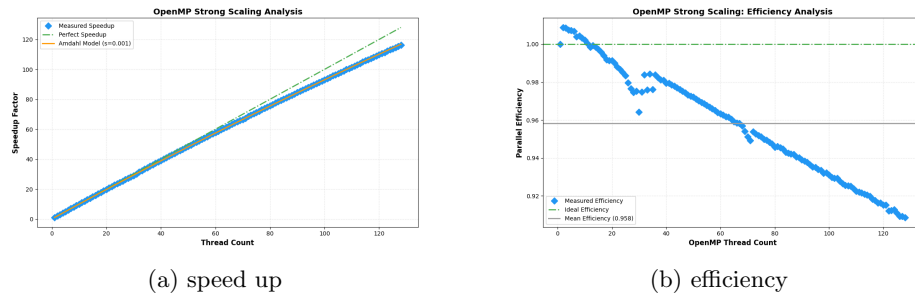 OpenMP Strong Scaling Analysis
Measured Speedup
Perfect Speedup
Amdahl Model (s=0.001)
120
100
80
60
40
20
0
Speedup Factor
0 20 40 60 80 100 120
Thread Count
(a) speed up
OpenMP Strong Scaling: Efficiency Analysis
1.00
0.98
0.96
0.94
0.92
Parallel Efficiency
Measured Efficiency
Ideal Efficiency
Mean Efficiency (0.958)
0 20 40 60 80 100 120
OpenMP Thread Count
(b) efficiency